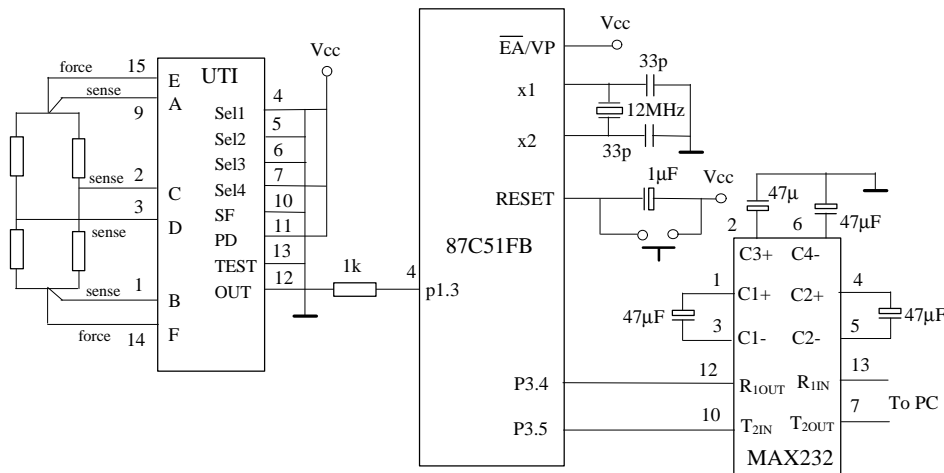 force
15
sense
9
E
A
UTI
Vcc
Sel1
4
Sel2
5
Sel3
6
Sel4
7
SF
10
PD
11
TEST
13
OUT
12
sense
2
C
3
D
sense
sense
1
B
force
14
F
1k
4
p1.3
87C51FB
EA/VP
Vcc
x1
33p
12MHz
x2
33p
RESET
1µF
Vcc
P3.4
P3.5
47µ
2
6
47µF
C3+
C4-
1
C1+
C2+
4
47µF
3
C1-
C2-
5
47µF
12
R1OUT
R1IN
13
To PC
10
T2IN
T2OUT
7
MAX232